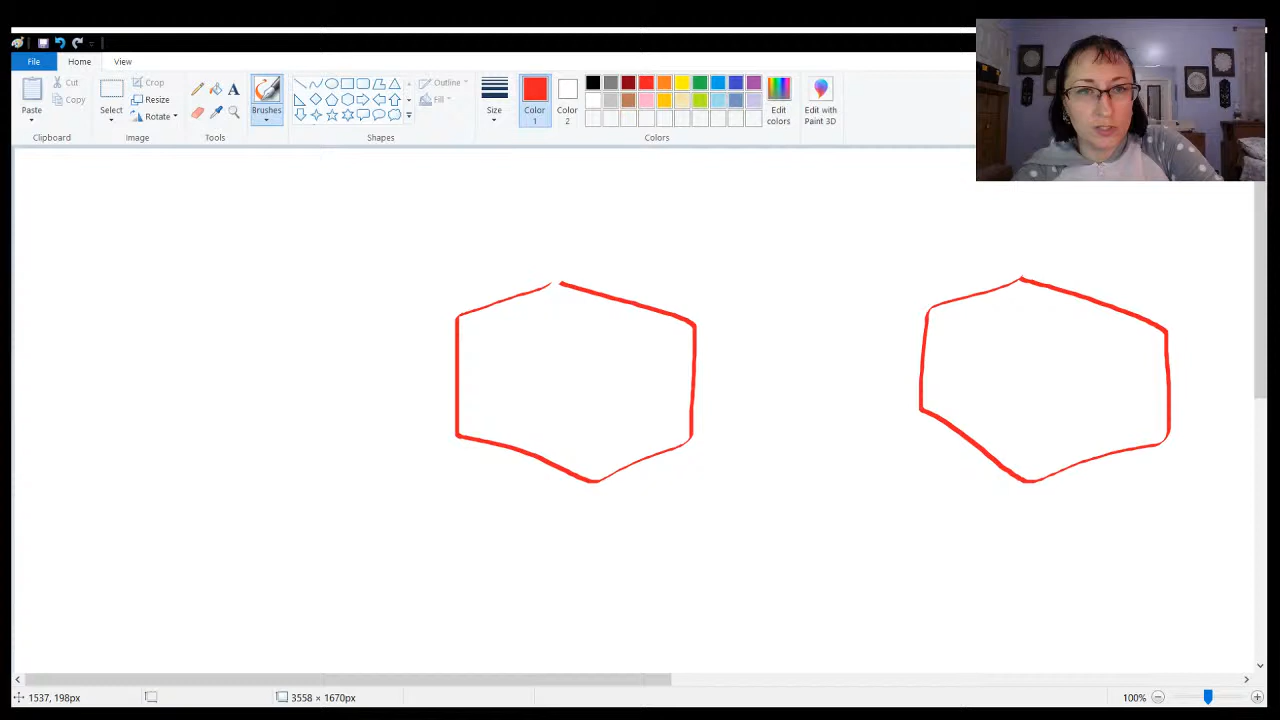 File Home View
Paste Cut Copy Clipboard
Select Crop Resize Rotate Image
Tools
Brushes
Outline Fill Shapes
Size
Color 1 Color 2 Edit colors Edit with Paint 3D
Colors
1537, 198px 3558 × 1670px 100%